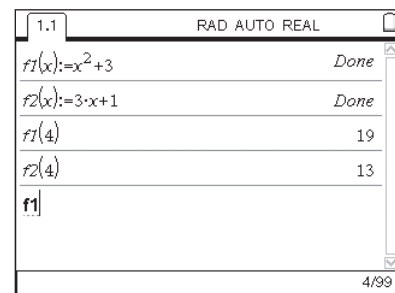 1.1 RAD AUTO REAL
f1(x):=x²+3 Done
f2(x):=3·x+1 Done
f1(4) 19
f2(4) 13
f1
4/99